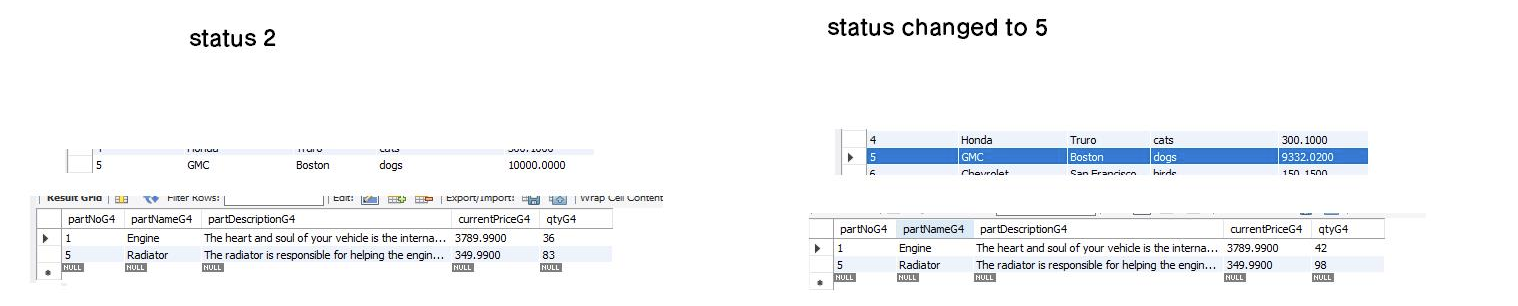 status 2
status changed to 5
Honda Truro cats 300.1000
5 GMC Boston dogs 10000.0000
Result Grid Filter Rows: Edit: Export/Import: Wrap Cell Content
partNoG4 partNameG4 partDescriptionG4 currentPriceG4 qtyG4
1 Engine The heart and soul of your vehicle is the interna... 3789.9900 36
5 Radiator The radiator is responsible for helping the engin... 349.9900 83
NULL NULL NULL NULL NULL
4 Honda Truro cats 300.1000
5 GMC Boston dogs 9332.0200
6 Chevrolet San Francisco birds 150.1500
partNoG4 partNameG4 partDescriptionG4 currentPriceG4 qtyG4
1 Engine The heart and soul of your vehicle is the interna... 3789.9900 42
5 Radiator The radiator is responsible for helping the engin... 349.9900 98
NULL NULL NULL NULL NULL